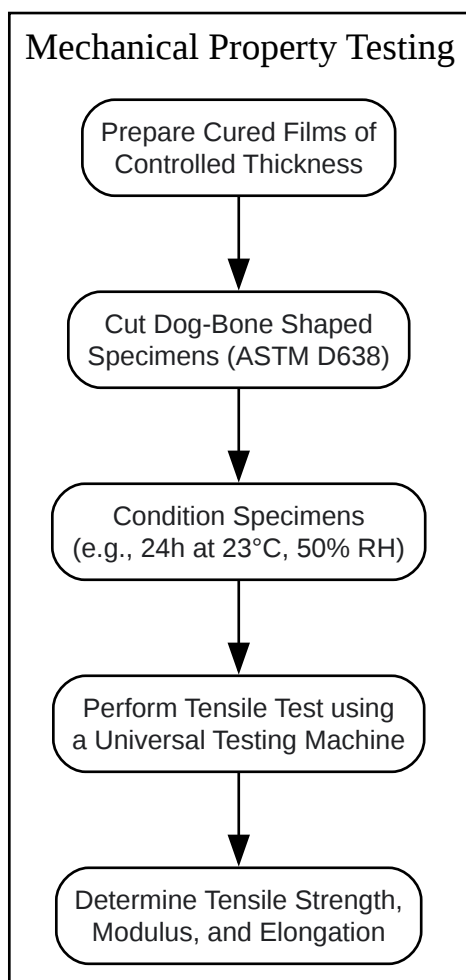 Mechanical Property Testing
Prepare Cured Films of
Controlled Thickness
Cut Dog-Bone Shaped
Specimens (ASTM D638)
Condition Specimens
(e.g., 24h at 23°C, 50% RH)
Perform Tensile Test using
a Universal Testing Machine
Determine Tensile Strength,
Modulus, and Elongation